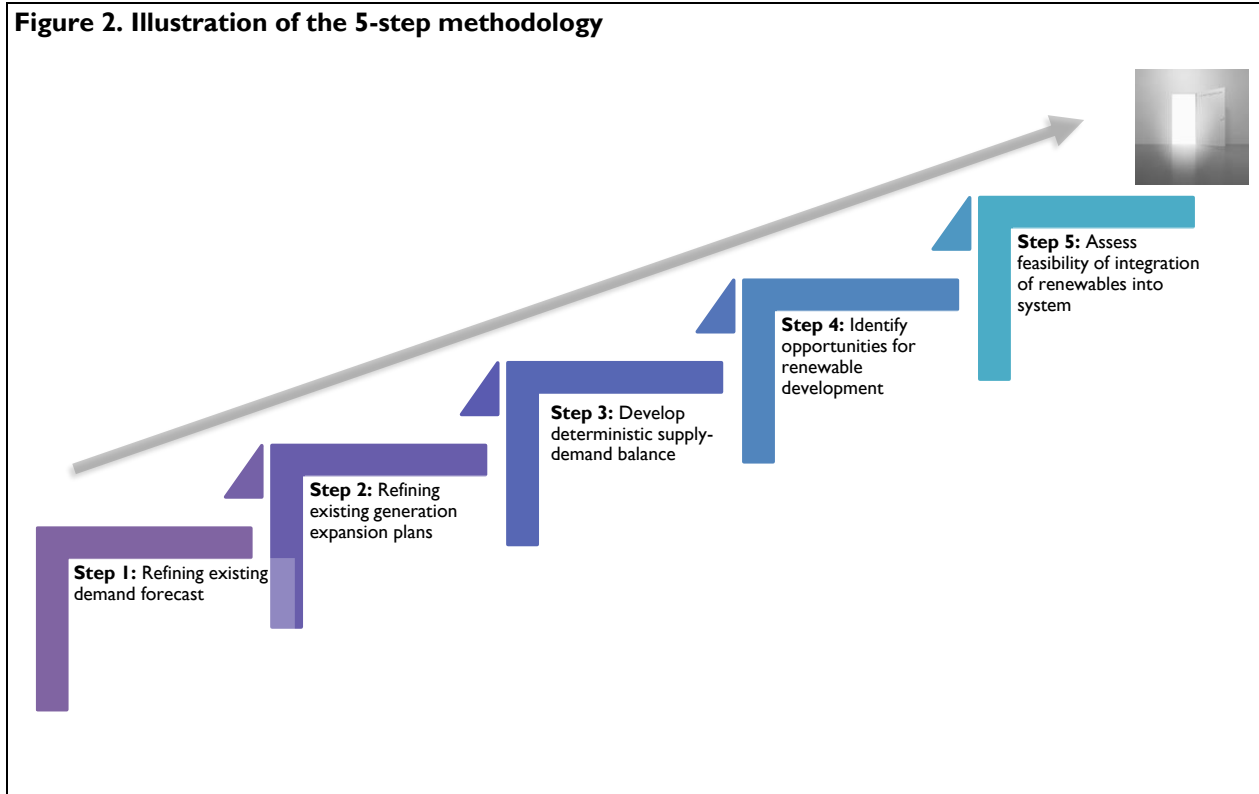 Figure 2. Illustration of the 5-step methodology
Step 1: Refining existing
demand forecast
Step 2: Refining
existing generation
expansion plans
Step 3: Develop
deterministic supply-
demand balance
Step 4: Identify
opportunities for
renewable
development
Step 5: Assess
feasibility of integration
of renewables into
system